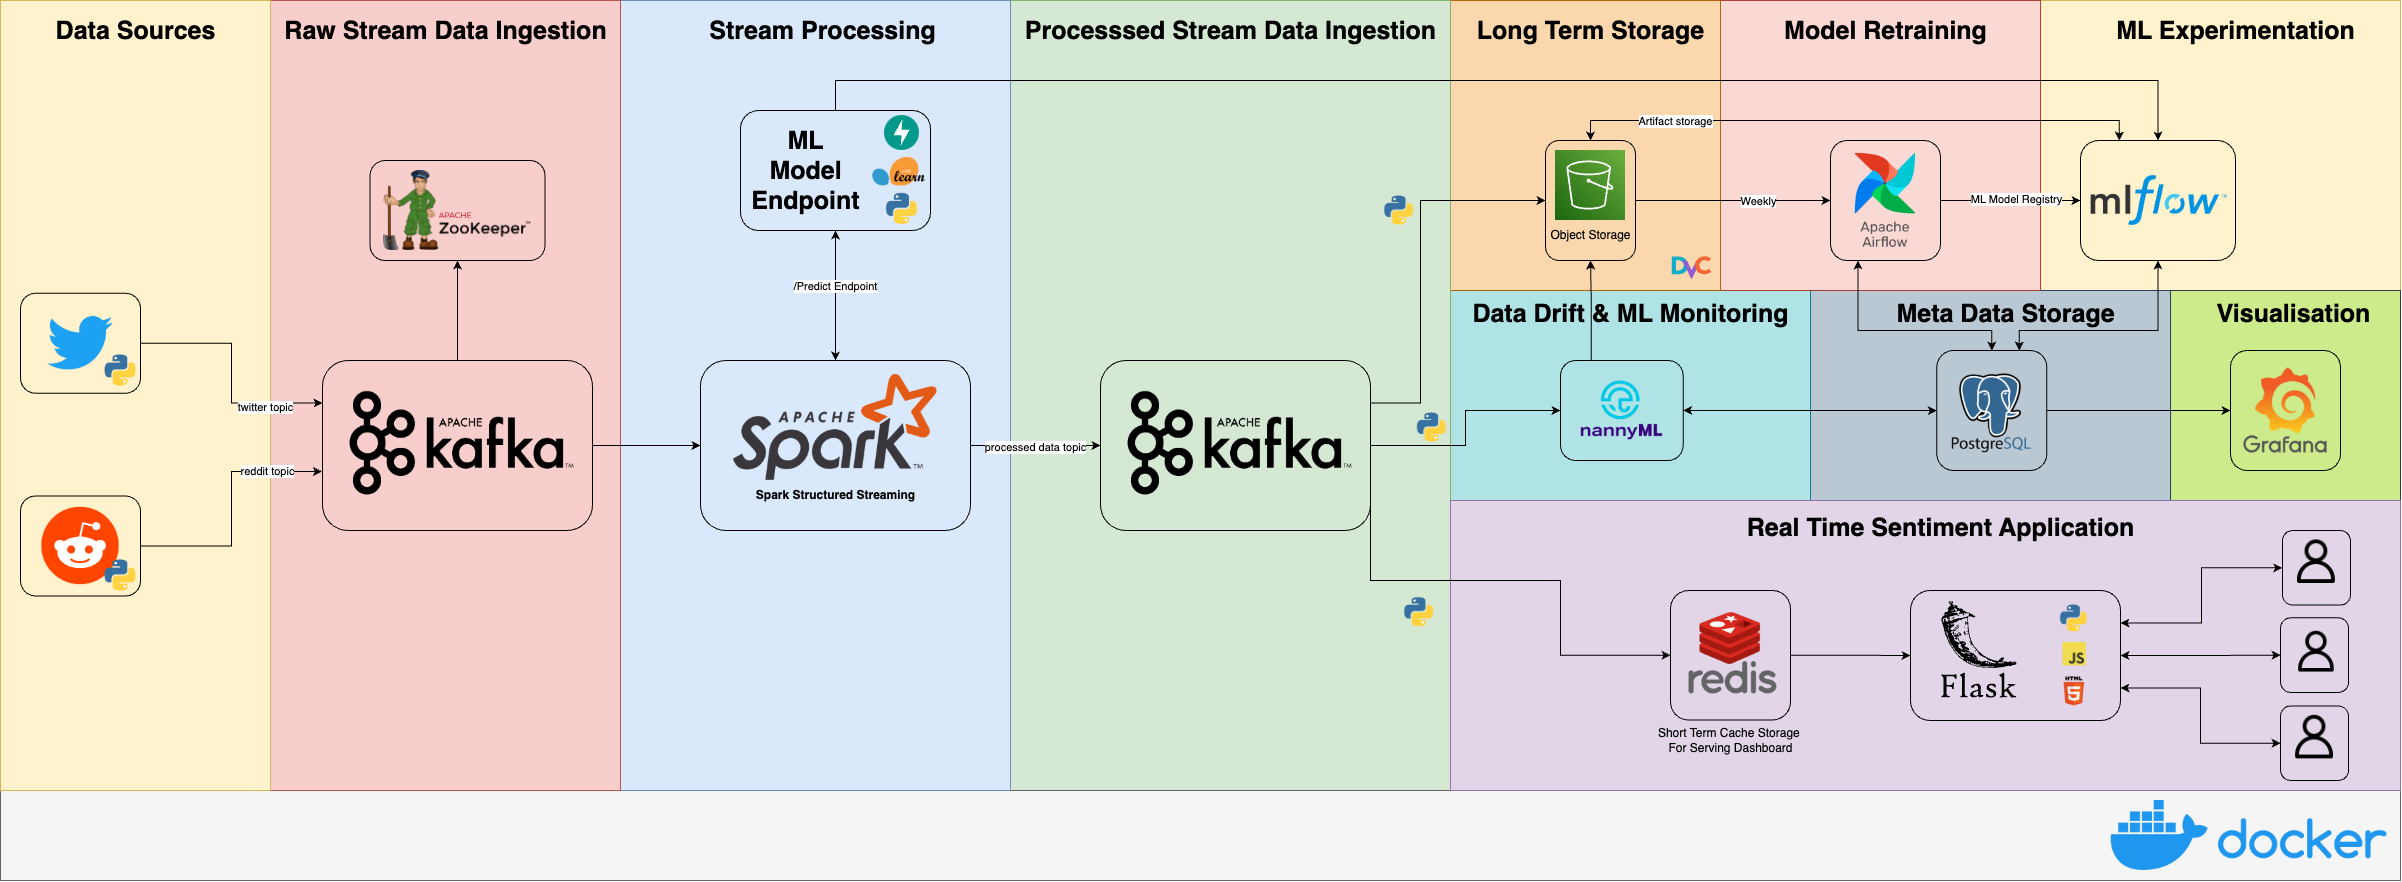 Data Sources
Raw Stream Data Ingestion
Stream Processing
Processsed Stream Data Ingestion
Long Term Storage
Model Retraining
ML Experimentation
ML
Model
Endpoint
learn
APACHE
ZooKeeper™
/Predict Endpoint
Artifact storage
Object Storage
DVC
Weekly
Apache
Airflow
ML Model Registry
mlflow™
twitter topic
reddit topic
APACHE
kafka™
APACHE
Spark™
Spark Structured Streaming
processed data topic
APACHE
kafka™
Data Drift & ML Monitoring
Meta Data Storage
Visualisation
nannyML
PostgreSQL
Grafana
Real Time Sentiment Application
redis
Short Term Cache Storage
For Serving Dashboard
Flask
JS
HTML
5
docker